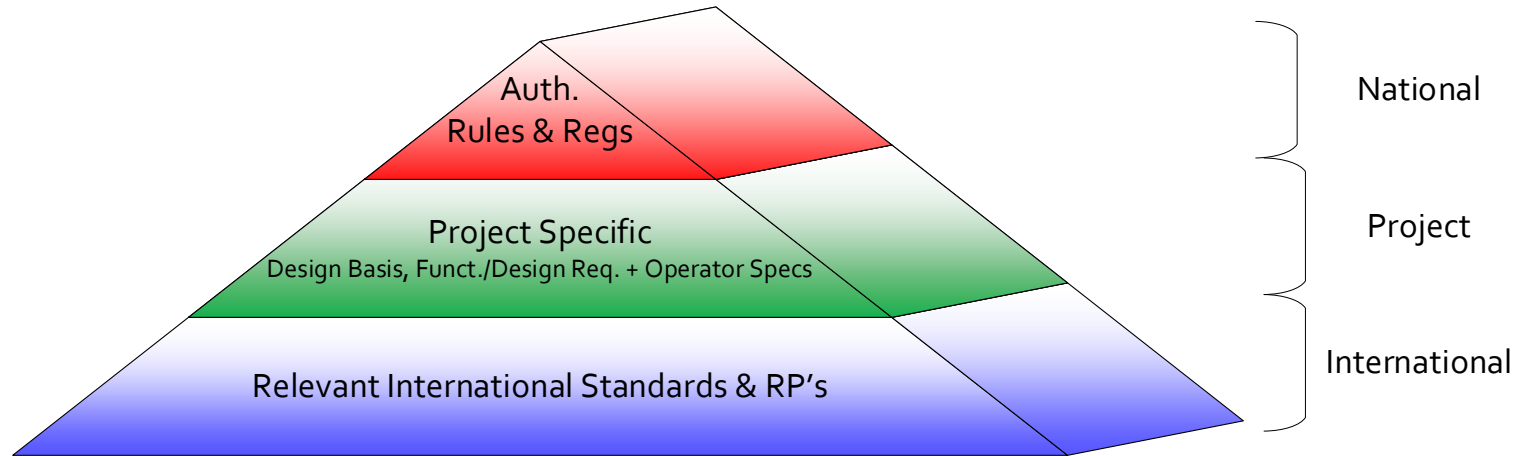 Auth.
Rules & Regs
National
Project Specific
Design Basis, Funct./Design Req. + Operator Specs
Project
Relevant International Standards & RP’s
International